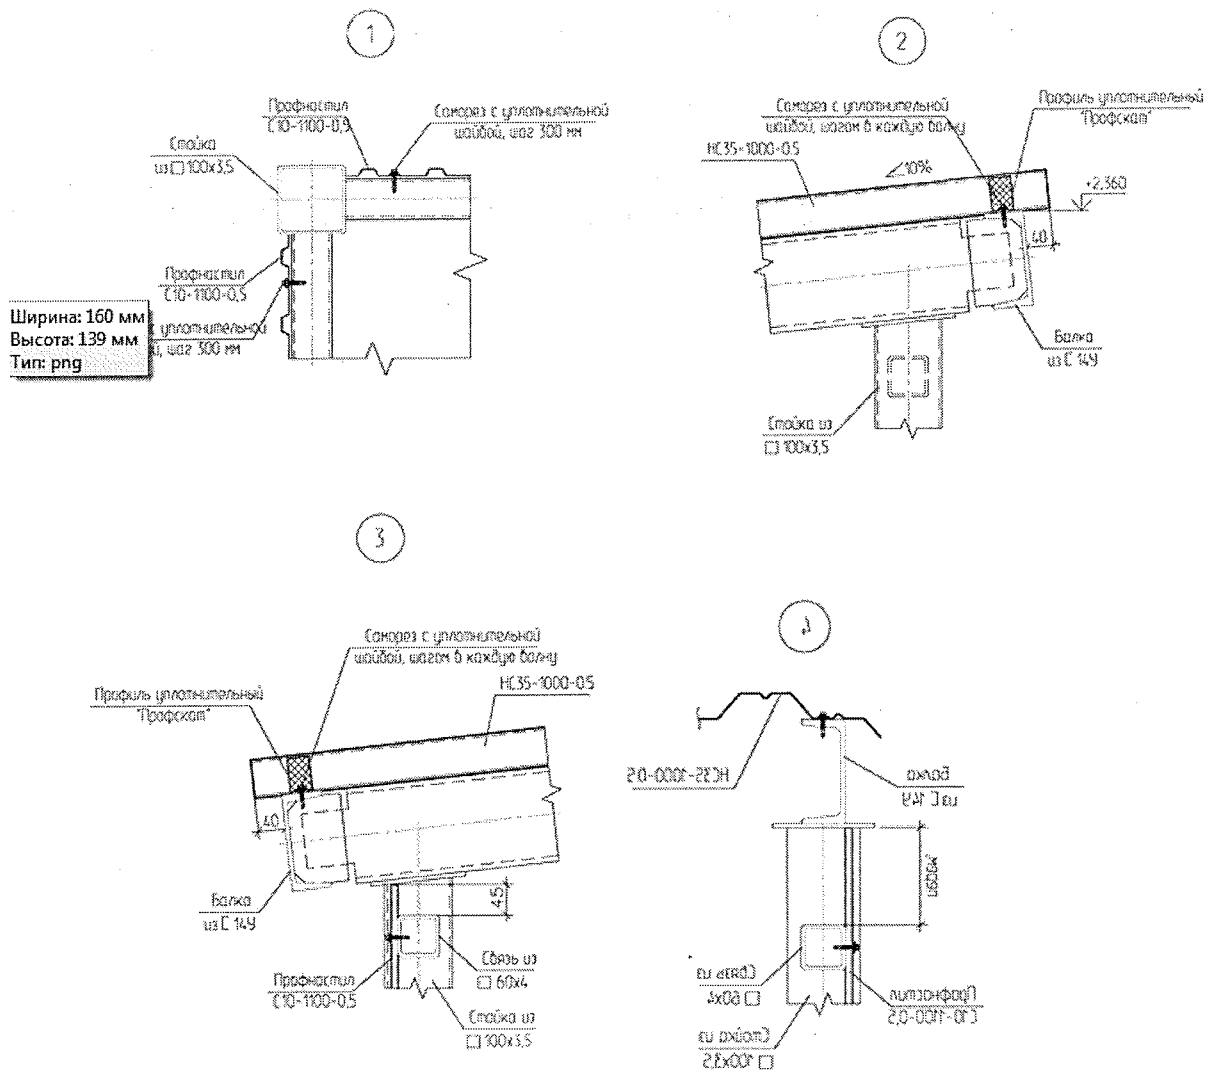 1
Профнастил
С10-1100-0,9
Саморез с уплотнительной
шайбой, шаг 300 мм
Стойка
из □ 100х3,5
Профнастил
С10-1100-0,5
Ширина: 160 мм
Высота: 139 мм
Тип: png
уплотнительной
й, шаг 300 мм
2
Саморез с уплотнительной
шайбой, шагом в каждую волну
Профиль уплотнительный
"Профскат"
НС35-1000-0.5
10%
+2,360
40
Балка
из С 14У
Стойка из
□ 100х3,5
3
Саморез с уплотнительной
шайбой, шагом в каждую волну
НС35-1000-0.5
Профиль уплотнительный
"Профскат"
40
45
Балка
из С 14У
Связь из
□ 60х4
Профнастил
С10-1100-0,5
Стойка из
□ 100х3,5
4
НС35-1000-0.5
Балка
из С 14У
Связь из
□ 60х4
Профнастил
С10-1100-0,5
Стойка из
□ 100х3,5